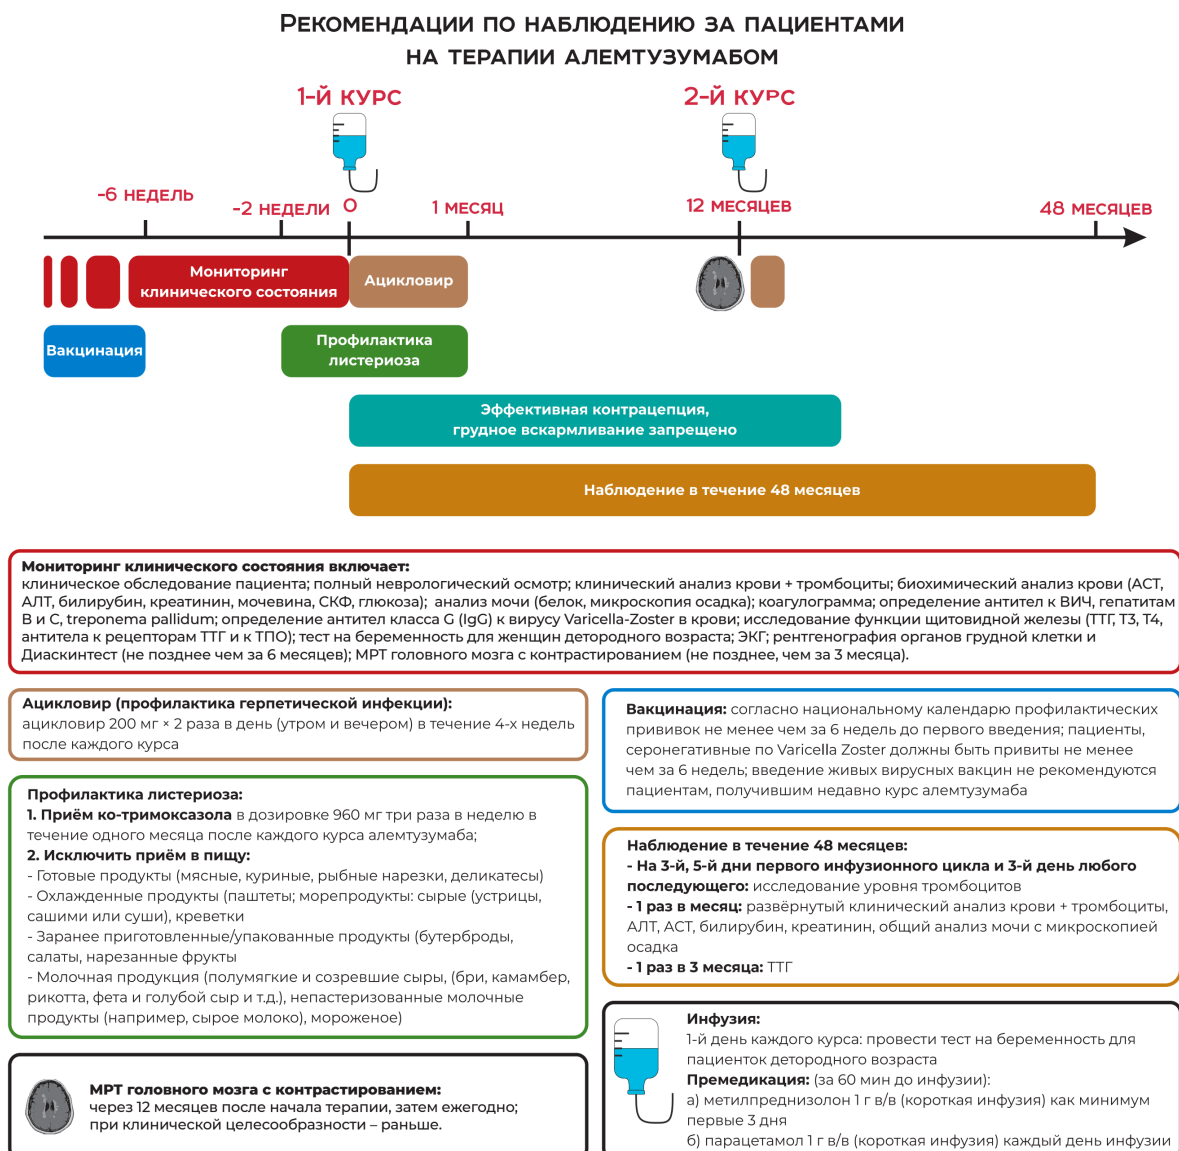 Рекомендации по наблюдению за пациентами
на терапии алемтузумабом
1-й курс
2-й курс
-6 недель
-2 недели
0
1 месяц
12 месяцев
48 месяцев
Мониторинг
клинического состояния
Ацикловир
Вакцинация
Профилактика
листериоза
Эффективная контрацепция,
грудное вскармливание запрещено
Наблюдение в течение 48 месяцев
Мониторинг клинического состояния включает:
клиническое обследование пациента; полный неврологический осмотр; клинический анализ крови + тромбоциты; биохимический анализ крови (АСТ,
АЛТ, билирубин, креатинин, мочевина, СКФ, глюкоза); анализ мочи (белок, микроскопия осадка); коагулограмма; определение антител к ВИЧ, гепатитам
В и С, treponema pallidum; определение антител класса G (IgG) к вирусу Varicella-Zoster в крови; исследование функции щитовидной железы (ТТГ, Т3, Т4,
антитела к рецепторам ТТГ и к ТПО); тест на беременность для женщин детородного возраста; ЭКГ; рентгенография органов грудной клетки и
Диаскинтест (не позднее чем за 6 месяцев); МРТ головного мозга с контрастированием (не позднее, чем за 3 месяца).
Ацикловир (профилактика герпетической инфекции):
ацикловир 200 мг × 2 раза в день (утром и вечером) в течение 4-х недель
после каждого курса
Профилактика листериоза:
1. Приём ко-тримоксазола в дозировке 960 мг три раза в неделю в
течение одного месяца после каждого курса алемтузумаба;
2. Исключить приём в пищу:
- Готовые продукты (мясные, куриные, рыбные нарезки, деликатесы)
- Охлажденные продукты (паштеты; морепродукты: сырые (устрицы,
сашими или суши), креветки
- Заранее приготовленные/упакованные продукты (бутерброды,
салаты, нарезанные фрукты
- Молочная продукция (полумягкие и созревшие сыры, (бри, камамбер,
рикотта, фета и голубой сыр и т.д.), непастеризованные молочные
продукты (например, сырое молоко), мороженое)
МРТ головного мозга с контрастированием:
через 12 месяцев после начала терапии, затем ежегодно;
при клинической целесообразности – раньше.
Вакцинация: согласно национальному календарю профилактических
прививок не менее чем за 6 недель до первого введения; пациенты,
серонегативные по Varicella Zoster должны быть привиты не менее
чем за 6 недель; введение живых вирусных вакцин не рекомендуются
пациентам, получившим недавно курс алемтузумаба
Наблюдение в течение 48 месяцев:
- На 3-й, 5-й дни первого инфузионного цикла и 3-й день любого
последующего: исследование уровня тромбоцитов
- 1 раз в месяц: развёрнутый клинический анализ крови + тромбоциты,
АЛТ, АСТ, билирубин, креатинин, общий анализ мочи с микроскопией
осадка
- 1 раз в 3 месяца: ТТГ
Инфузия:
1-й день каждого курса: провести тест на беременность для
пациенток детородного возраста
Премедикация: (за 60 мин до инфузии):
а) метилпреднизолон 1 г в/в (короткая инфузия) как минимум
первые 3 дня
б) парацетамол 1 г в/в (короткая инфузия) каждый день инфузии